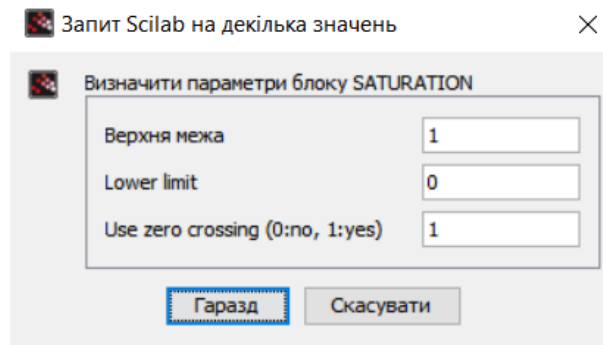 Запит Scilab на декілька значень
Визначити параметри блоку SATURATION
Верхня межа 1
Lower limit 0
Use zero crossing (0:no, 1:yes) 1
Гаразд Скасувати